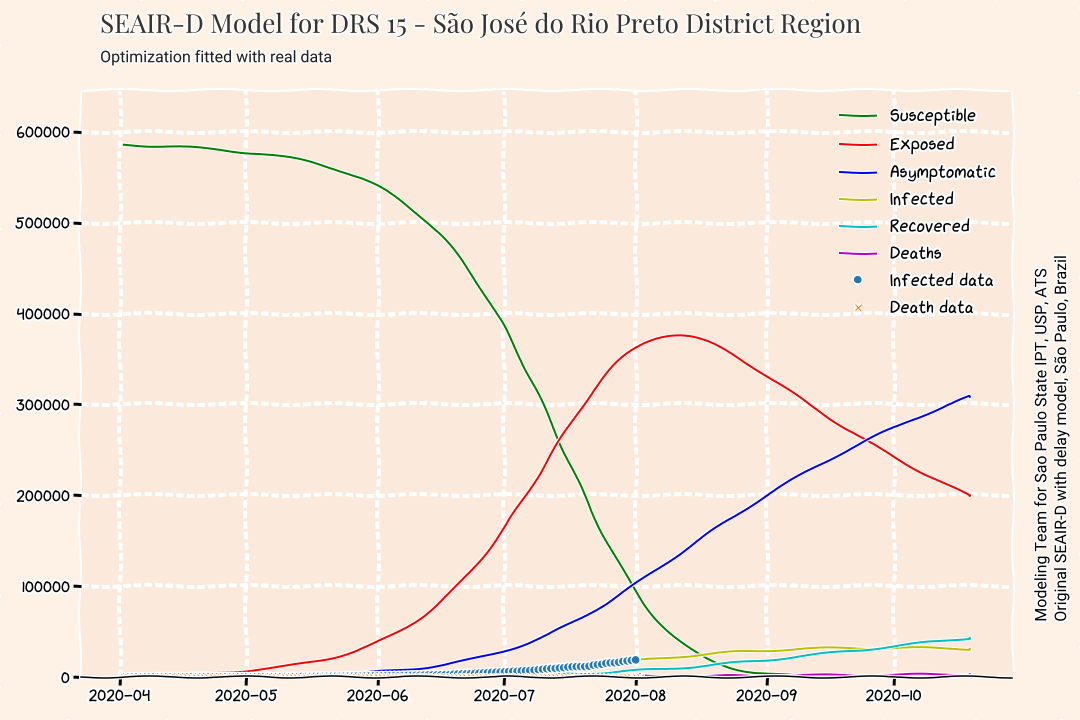 SEAIR-D Model for DRS 15 - São José do Rio Preto District Region
Optimization fitted with real data
600000
500000
400000
300000
200000
100000
0
2020-04
2020-05
2020-06
2020-07
2020-08
2020-09
2020-10
Susceptible
Exposed
Asymptomatic
Infected
Recovered
Deaths
Infected data
Death data
Modeling Team for Sao Paulo State IPT, USP, ATS
Original SEAIR-D with delay model, São Paulo, Brazil